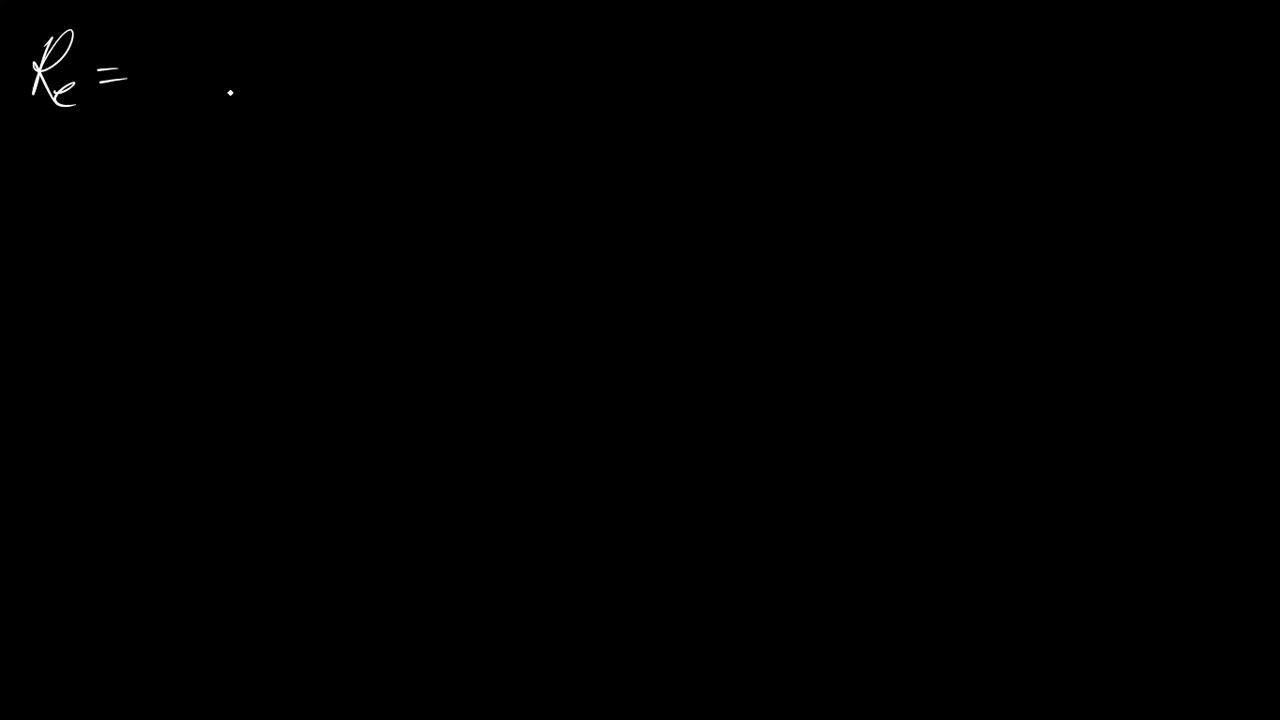 Re =